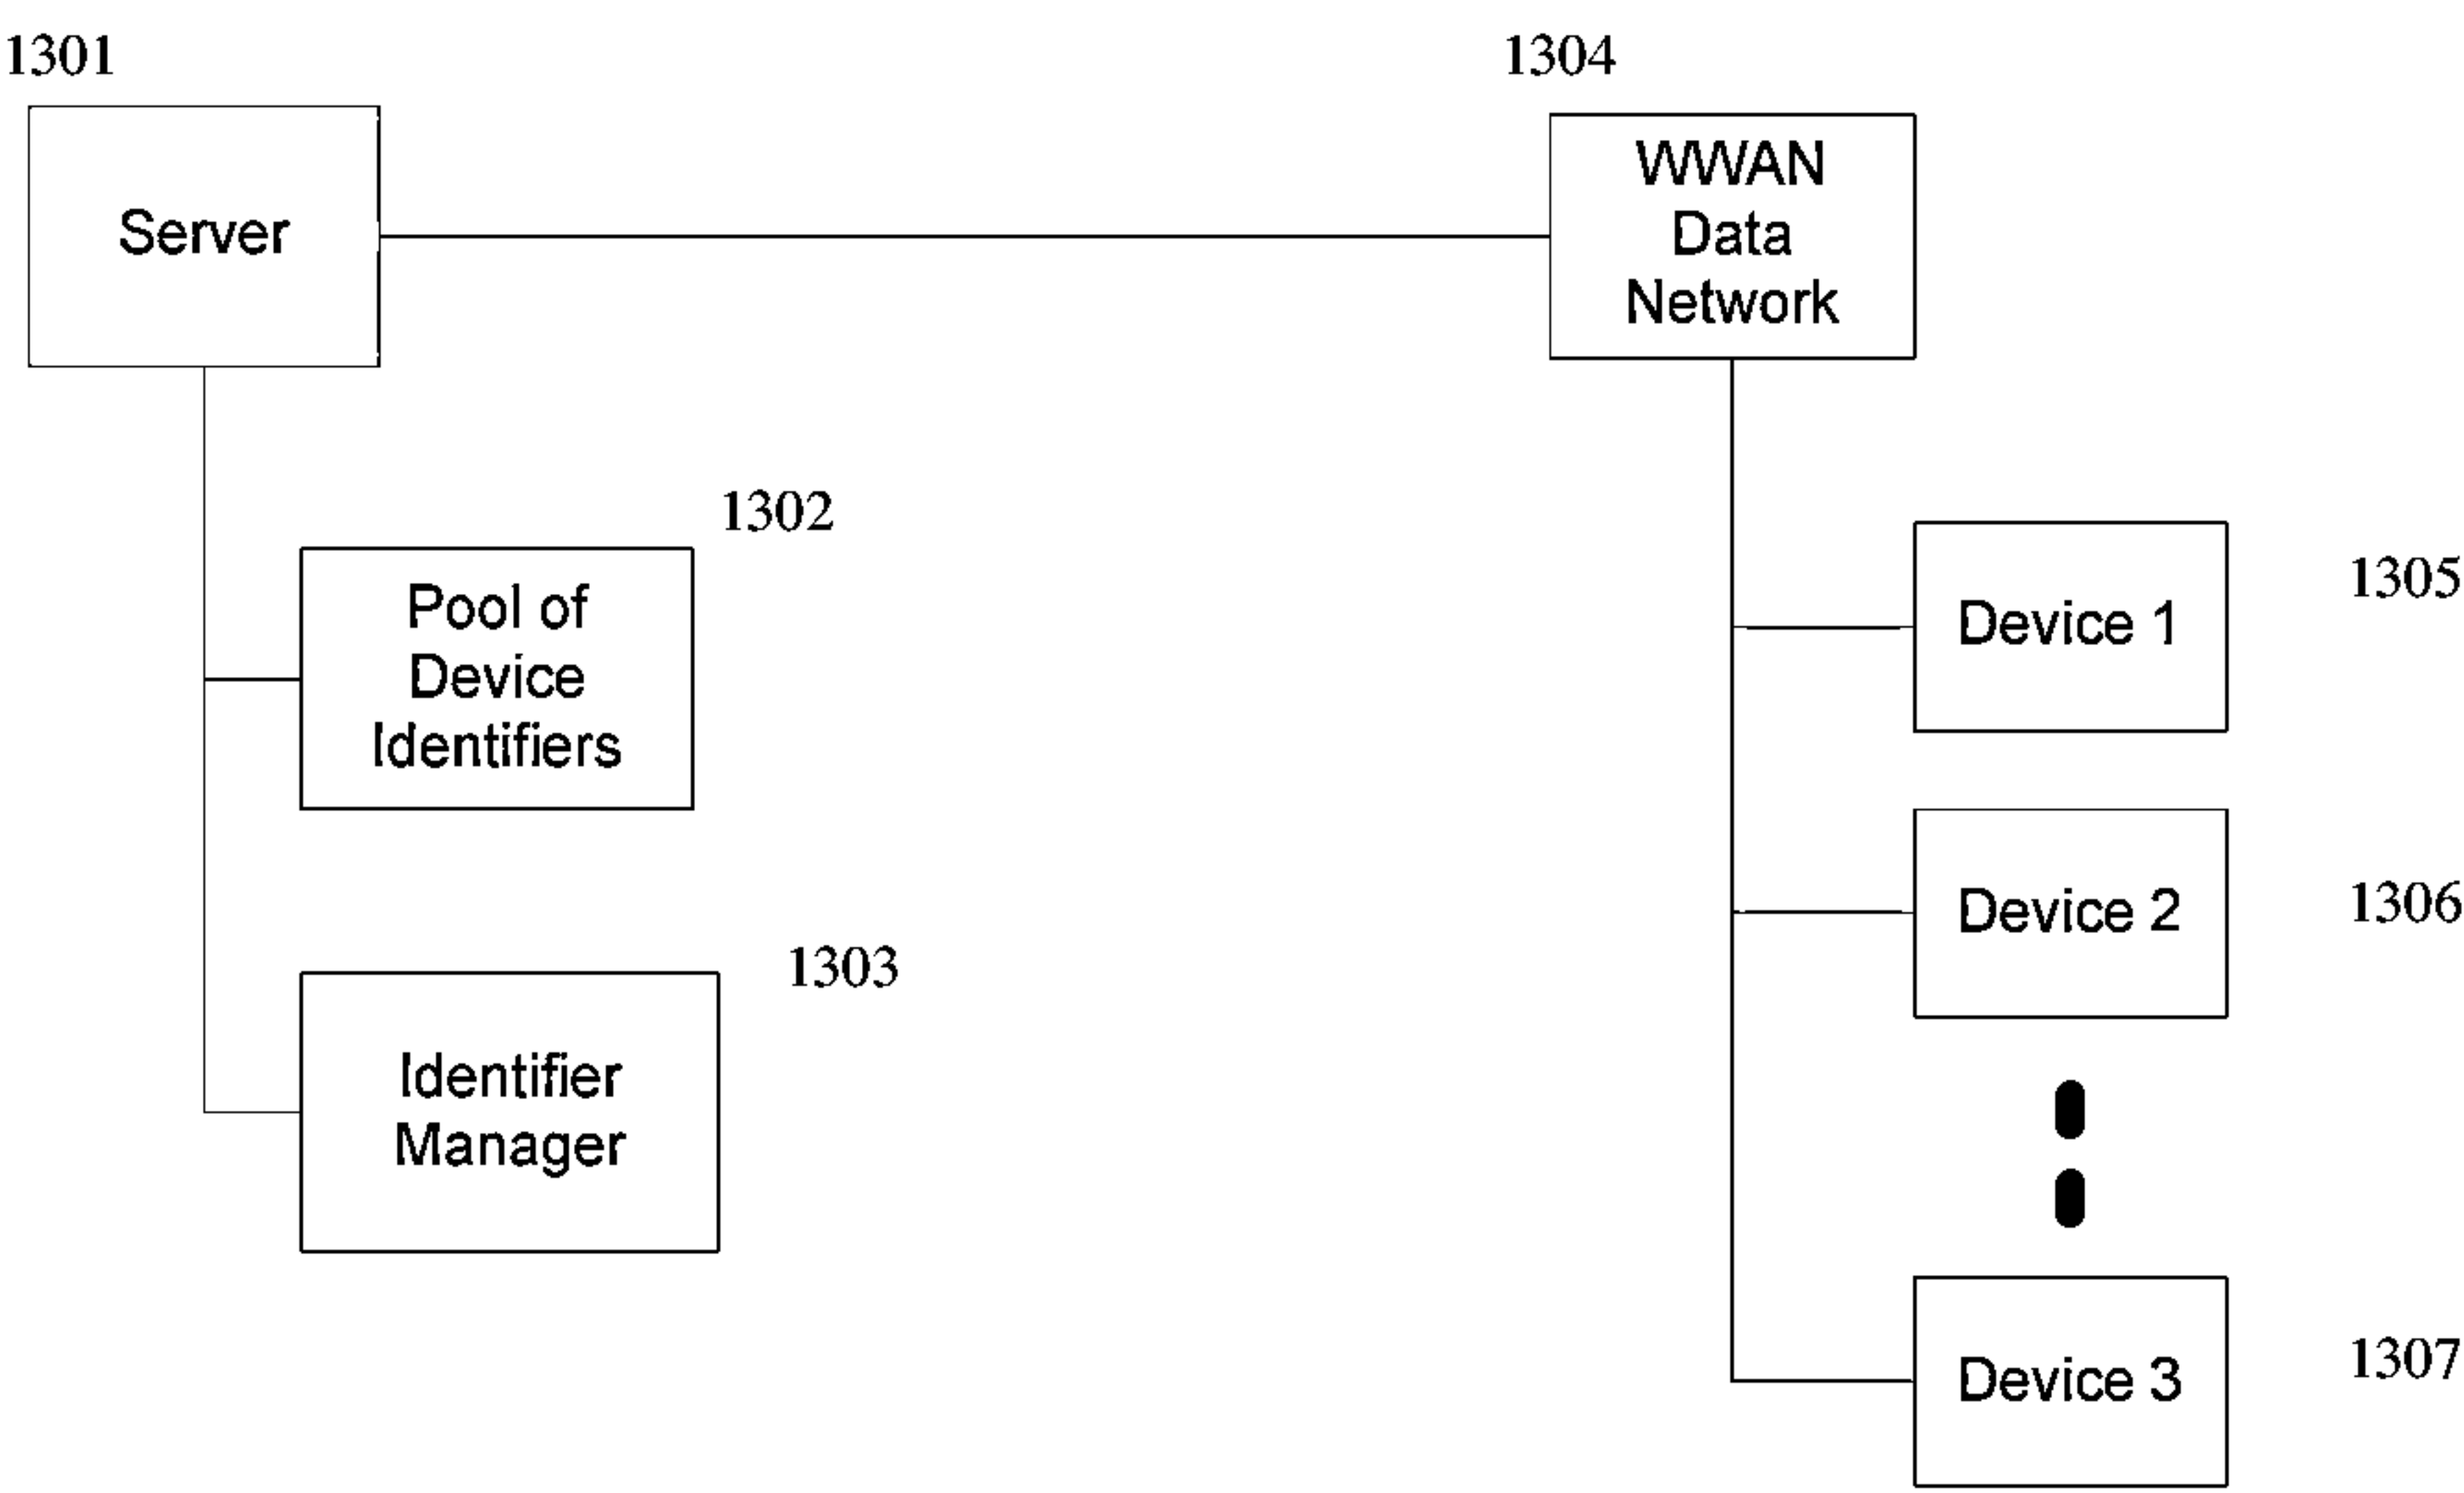 1301
Server
1304
WWAN
Data
Network
1302
Pool of
Device
Identifiers
1303
Identifier
Manager
1305
Device 1
1306
Device 2
1307
Device 3